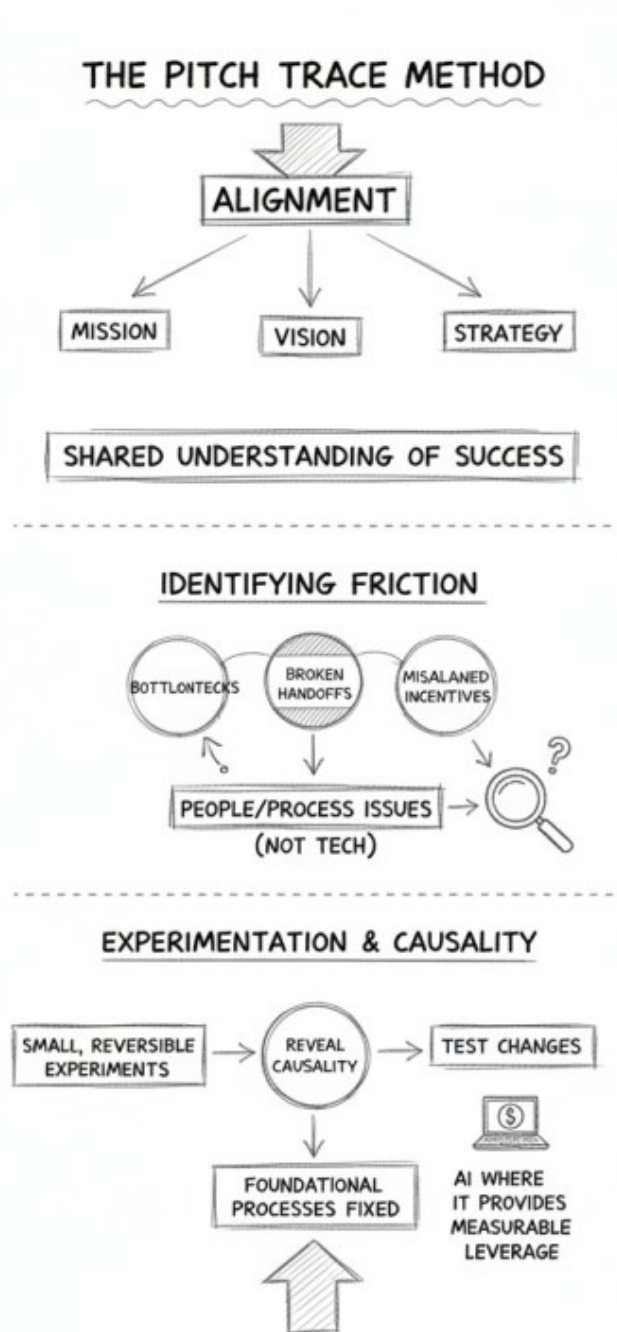 THE PITCH TRACE METHOD
ALIGNMENT
MISSION
VISION
STRATEGY
SHARED UNDERSTANDING OF SUCCESS
IDENTIFYING FRICTION
BOTTLONTECKS
BROKEN
HANDOFFS
MISALANED
INCENTIVES
?
PEOPLE/PROCESS ISSUES
(NOT TECH)
EXPERIMENTATION & CAUSALITY
SMALL, REVERSIBLE
EXPERIMENTS
REVEAL
CAUSALITY
TEST CHANGES
$
FOUNDATIONAL
PROCESSES FIXED
AI WHERE
IT PROVIDES
MEASURABLE
LEVERAGE